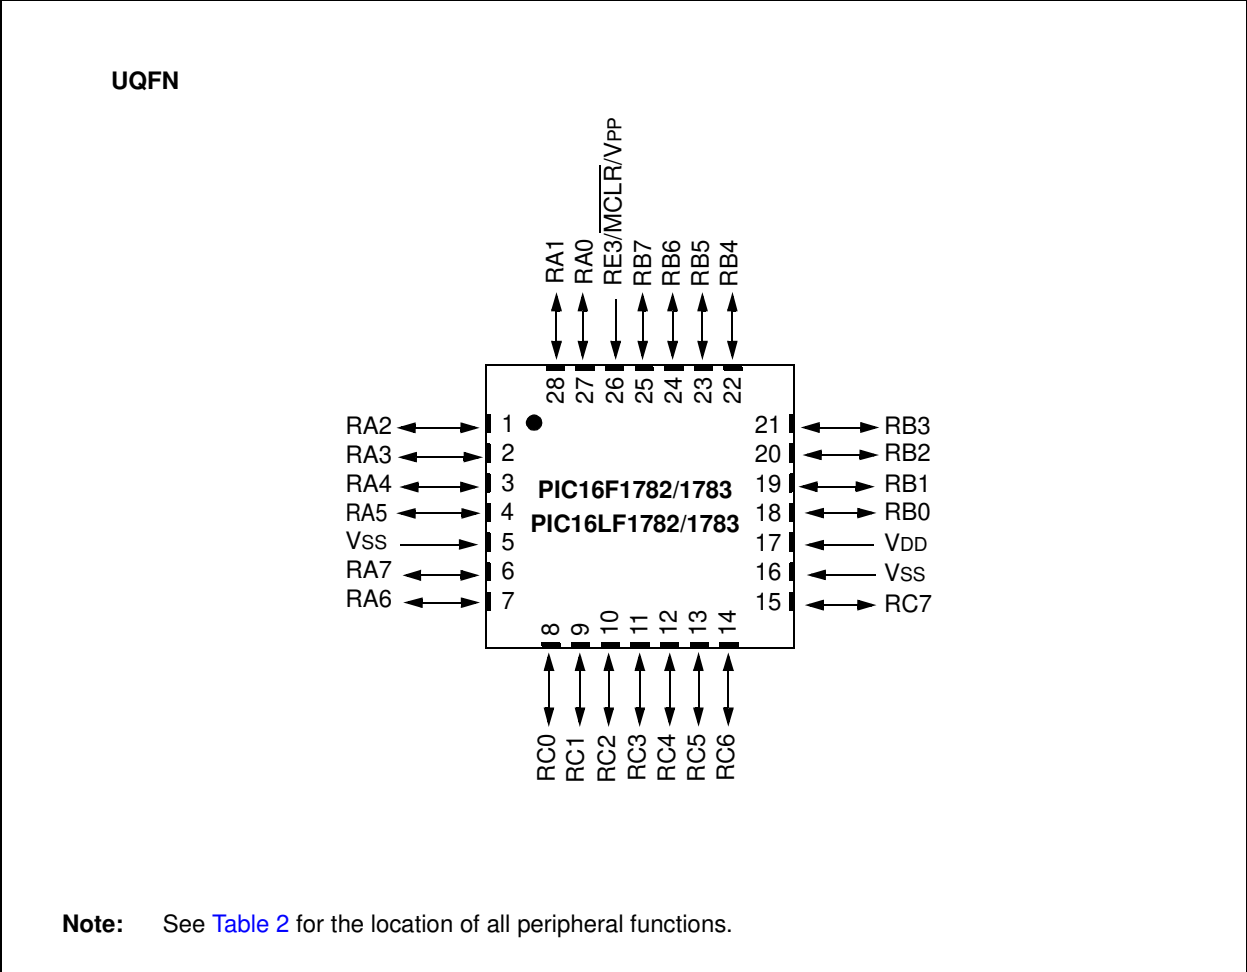 UQFN
RA1
RA0
RE3/MCLR/VPP
RB7
RB6
RB5
RB4
28
27
26
25
24
23
22
RA2 1
RA3 2
RA4 3
RA5 4
VSS 5
RA7 6
RA6 7
PIC16F1782/1783
PIC16LF1782/1783
21 RB3
20 RB2
19 RB1
18 RB0
17 VDD
16 VSS
15 RC7
8
9
10
11
12
13
14
RC0
RC1
RC2
RC3
RC4
RC5
RC6
Note: See Table 2 for the location of all peripheral functions.